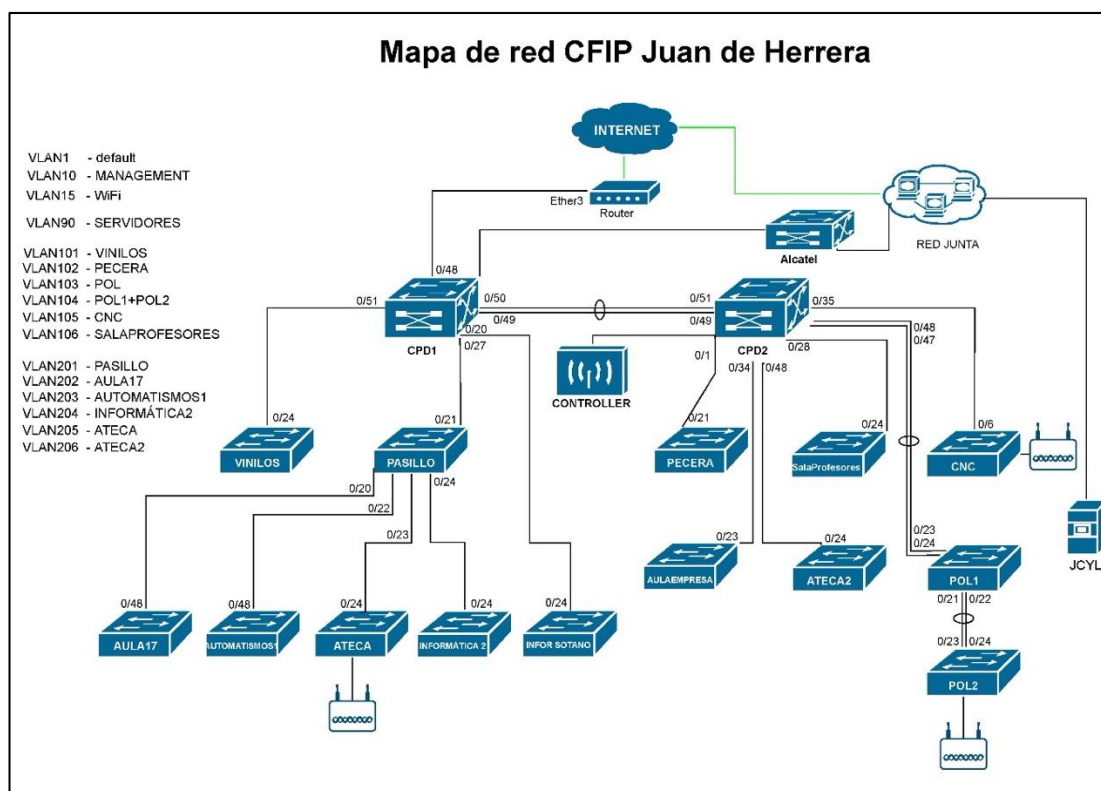 Mapa de red CFIP Juan de Herrera
INTERNET
VLAN1 - default
VLAN10 - MANAGEMENT
VLAN15 - WiFi
VLAN90 - SERVIDORES
VLAN101 - VINILOS
VLAN102 - PECERA
VLAN103 - POL
VLAN104 - POL1+POL2
VLAN105 - CNC
VLAN106 - SALAPROFESORES
VLAN201 - PASILLO
VLAN202 - AULA17
VLAN203 - AUTOMATISMOS1
VLAN204 - INFORMÁTICA2
VLAN205 - ATECA
VLAN206 - ATECA2
Ether3
Router
RED JUNTA
Alcatel
0/48
0/51
0/50
0/49
0/20
0/27
CPD1
0/51
0/49
0/35
0/48
0/47
0/28
0/1
0/34
0/48
CPD2
CONTROLLER
0/24
VINILOS
0/21
PASILLO
0/21
PECERA
0/24
SalaProfesores
0/6
CNC
0/20
0/22
0/23
0/24
0/23
AULAEMPRESA
0/24
ATECA2
0/23
0/24
POL1
JCYL
0/48
AULA17
0/48
AUTOMATISMOS1
0/24
ATECA
0/24
INFORMÁTICA 2
0/24
INFOR SOTANO
0/21
0/22
0/23
0/24
POL2